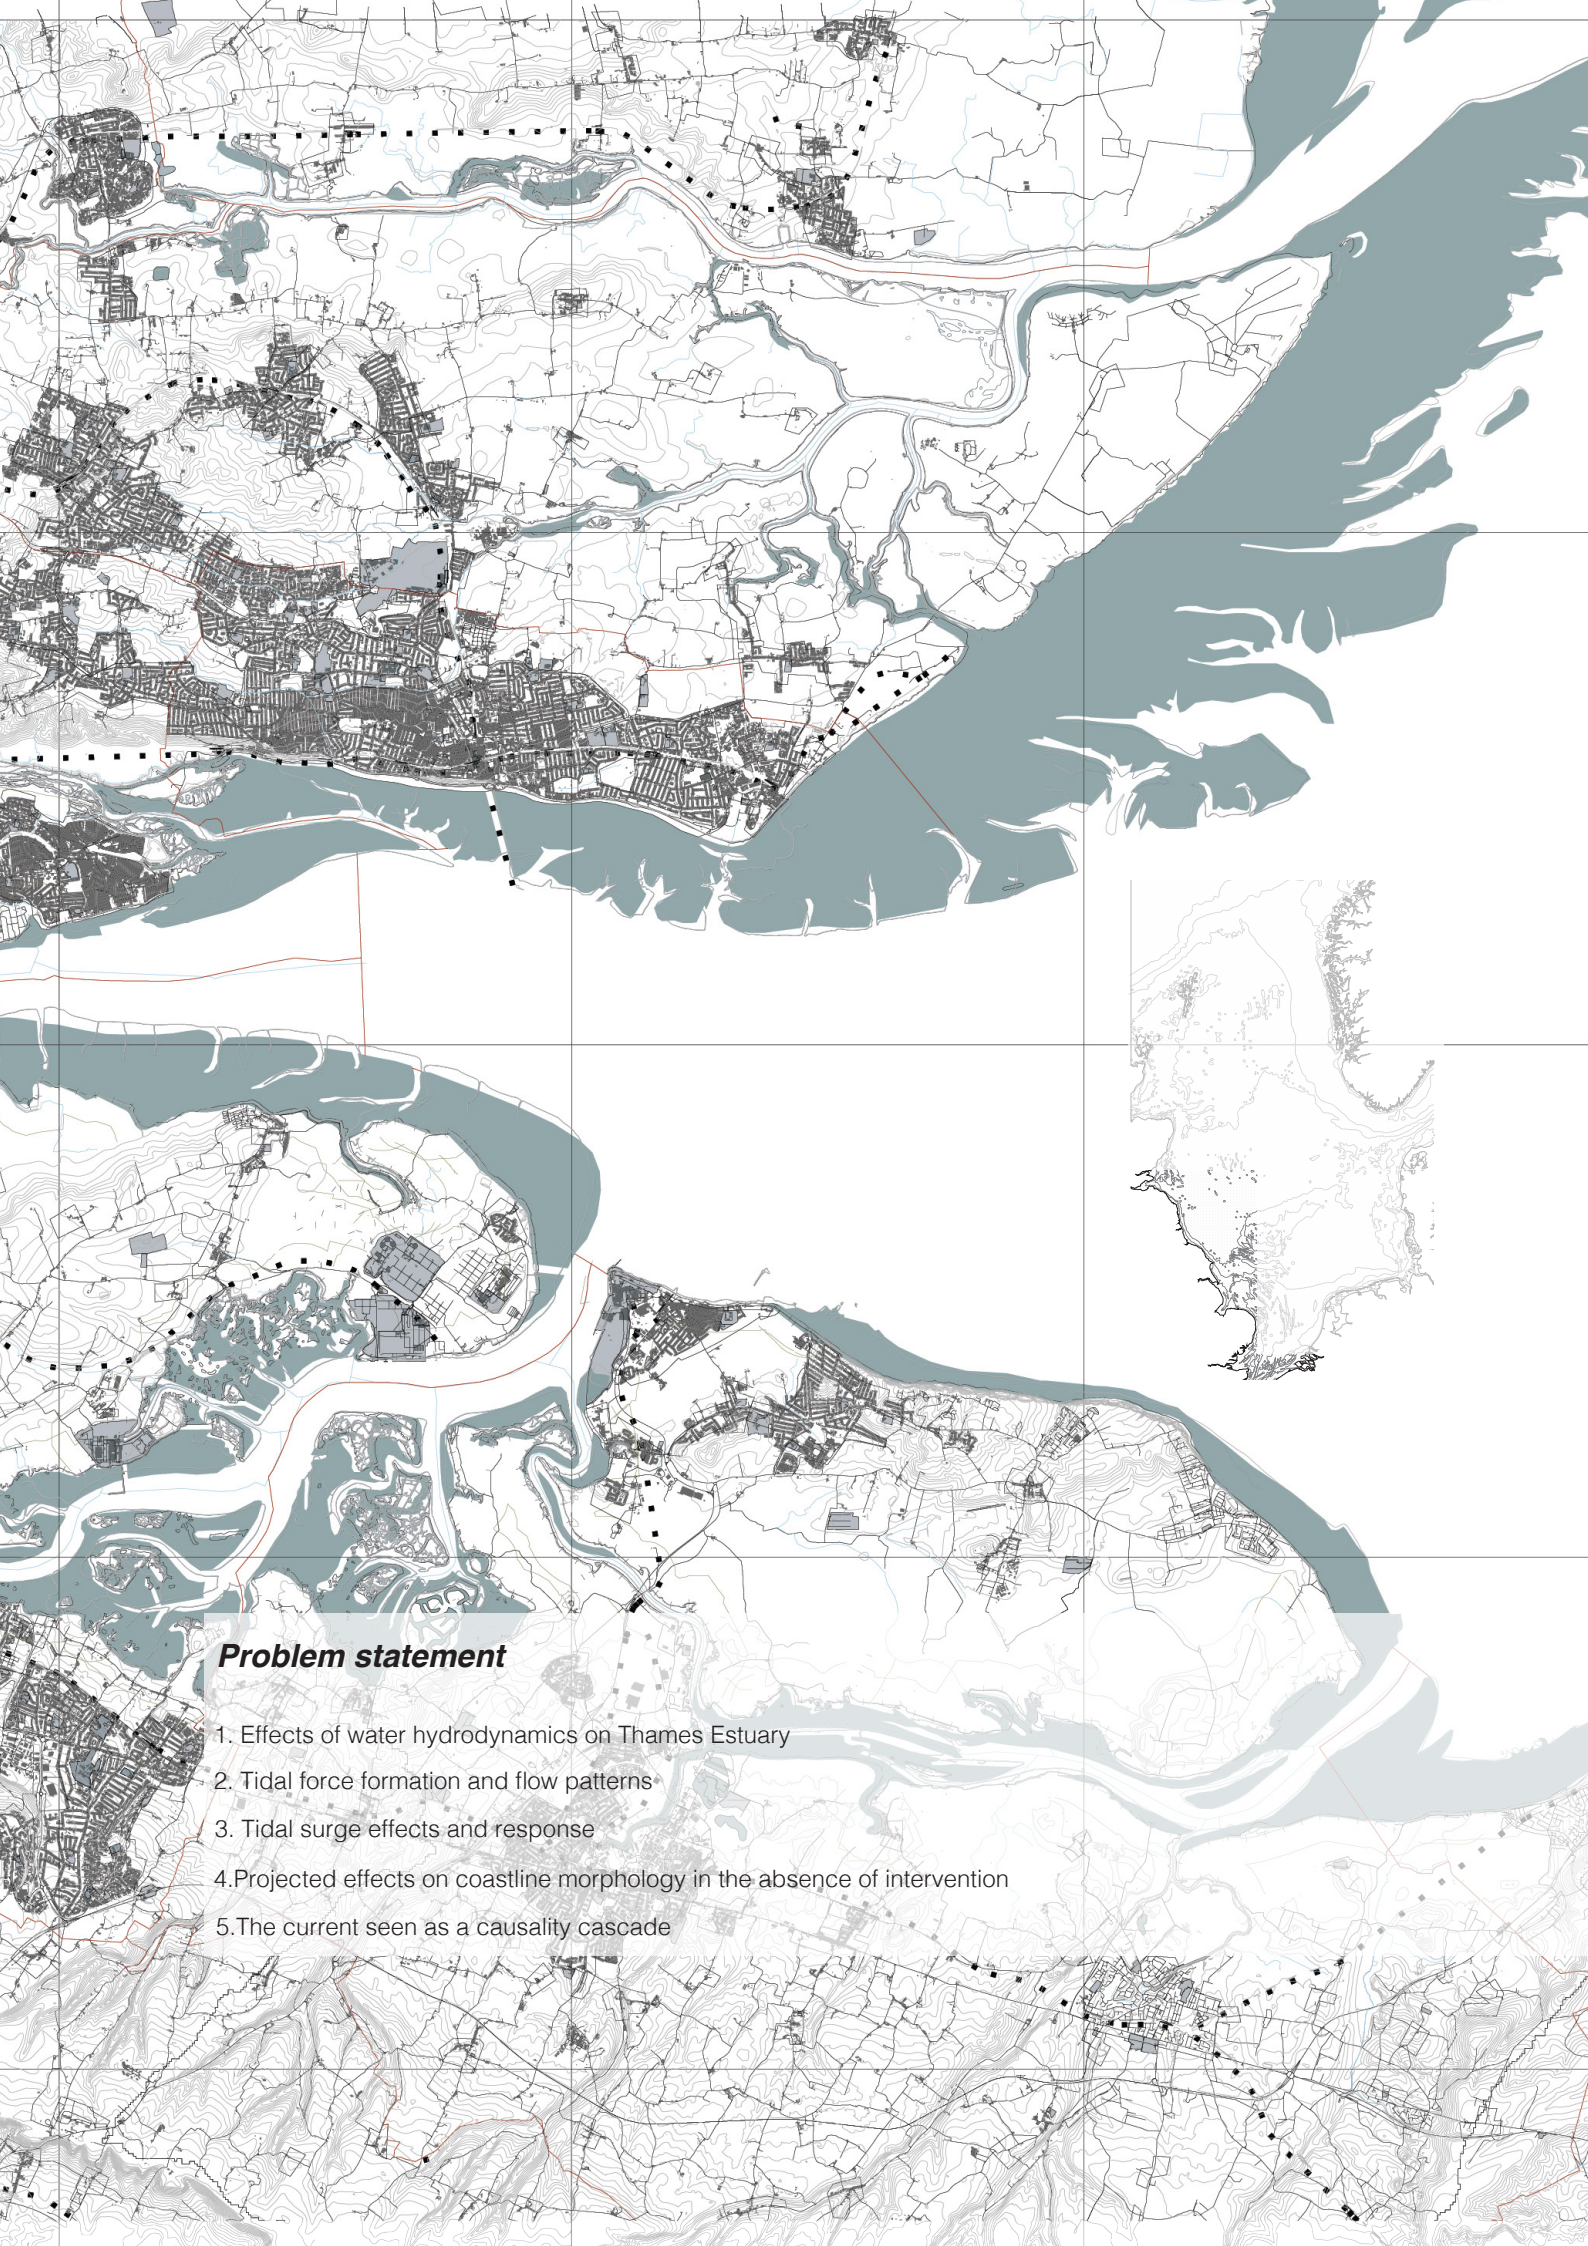 Problem statement
1. Effects of water hydrodynamics on Thames Estuary
2. Tidal force formation and flow patterns
3. Tidal surge effects and response
4.Projected effects on coastline morphology in the absence of intervention
5.The current seen as a causality cascade